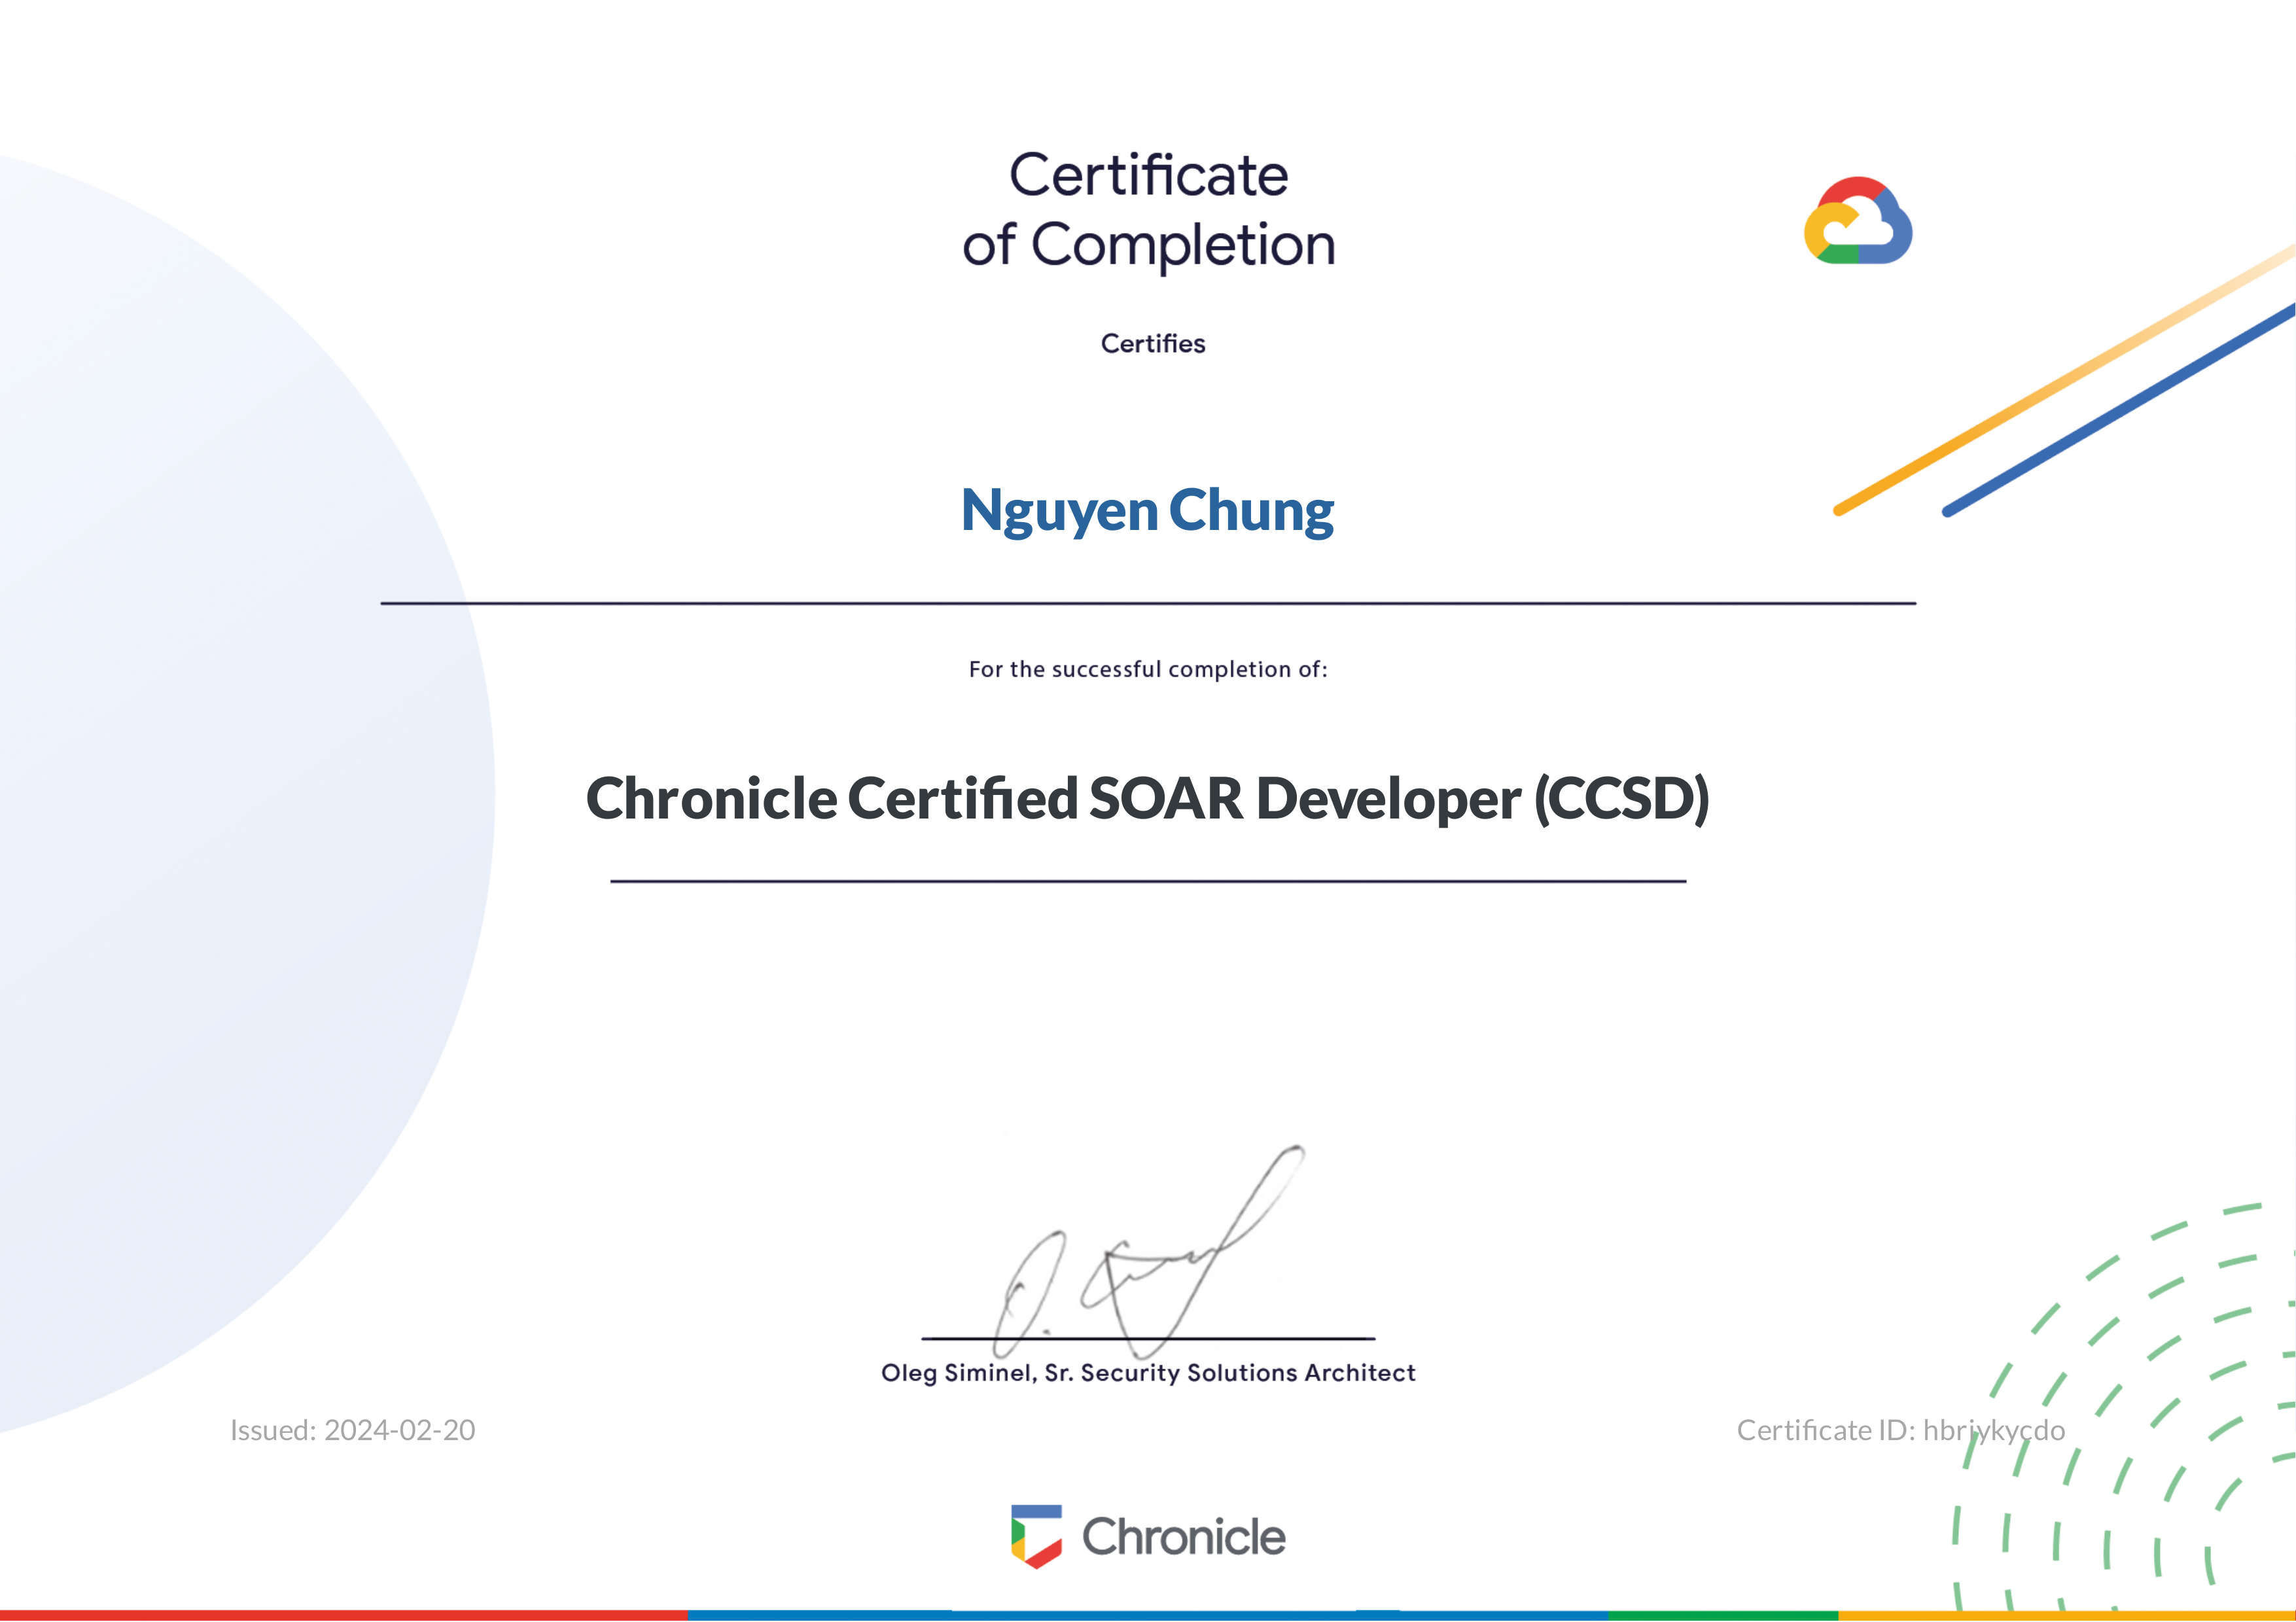 Certificate
of Completion
Certifies
Nguyen Chung
For the successful completion of:
Chronicle Certified SOAR Developer (CCSD)
Oleg Siminel, Sr. Security Solutions Architect
Issued: 2024-02-20
Certificate ID: hbriykycdo
Chronicle